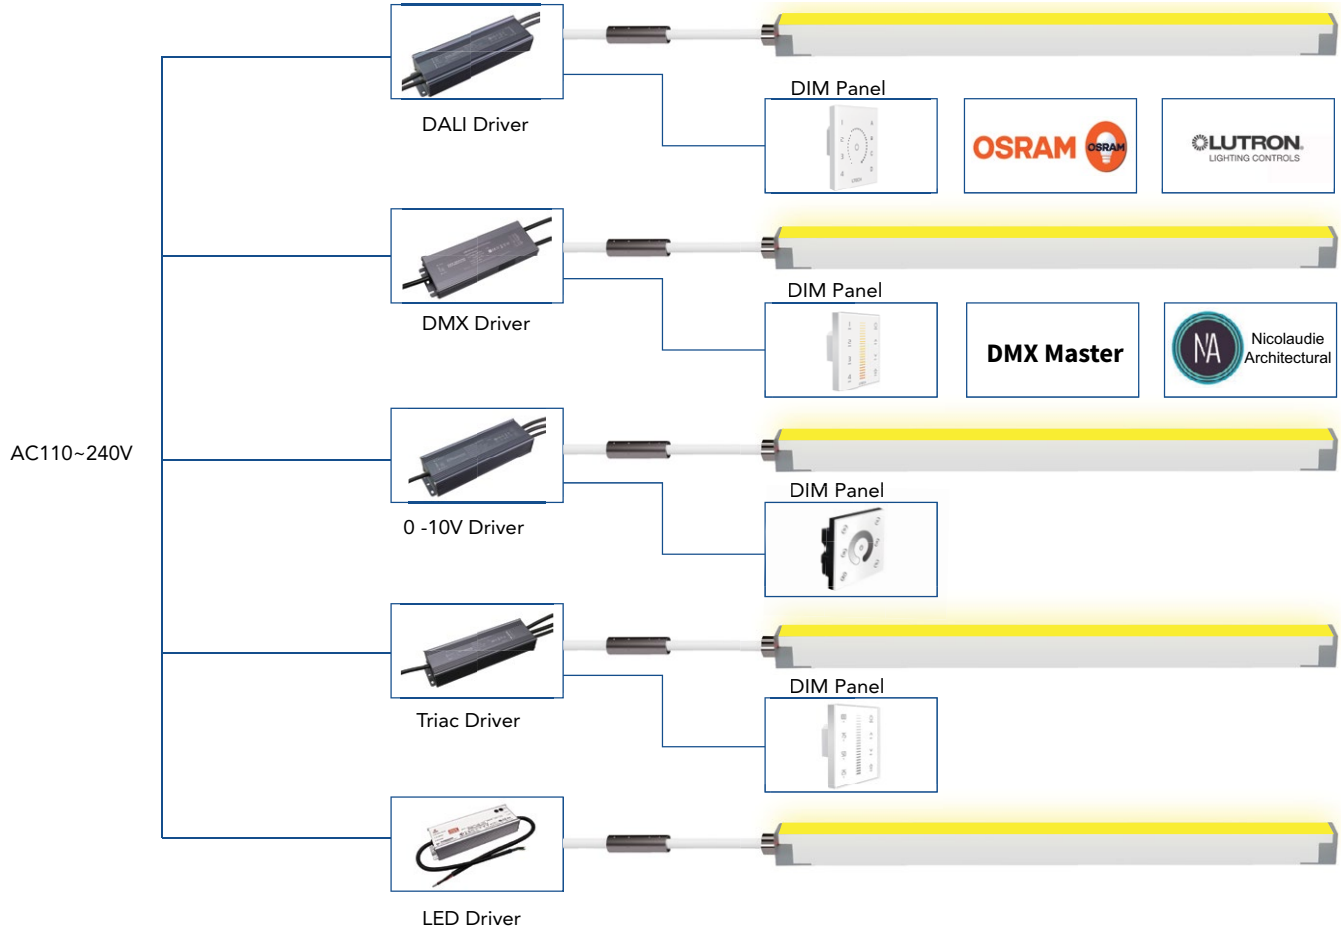 DIM Panel
DALI Driver
OSRAM
OSRAM
LUTRON.
LIGHTING CONTROLS
DIM Panel
DMX Driver
DMX Master
NA
Nicolaudie
Architectural
AC110~240V
DIM Panel
0 -10V Driver
DIM Panel
Triac Driver
LED Driver